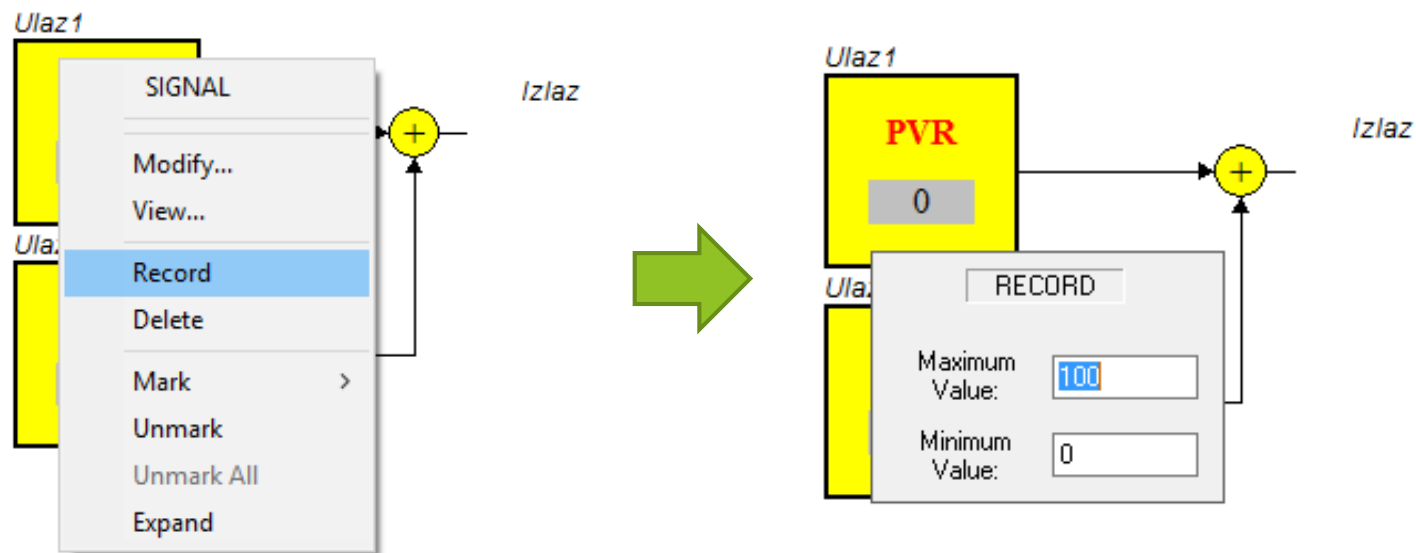 Ulaz1
SIGNAL
Modify...
View...
Record
Delete
Mark >
Unmark
Unmark All
Expand
+
Izlaz
Ulaz1
PVR
0
+
Izlaz
RECORD
Maximum
Value:
100
Minimum
Value:
0